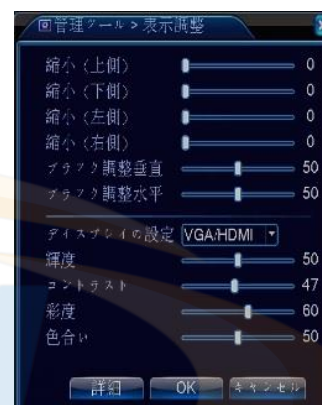 管理ツール > 表示調整
縮小 (上側) 0
縮小 (下側) 0
縮小 (左側) 0
縮小 (右側) 0
ブラック調整垂直 50
ブラック調整水平 50
ディスプレイの設定 VGA/HDMI
輝度 50
コントラスト 47
彩度 60
色合い 50
詳細 OK キャンセル